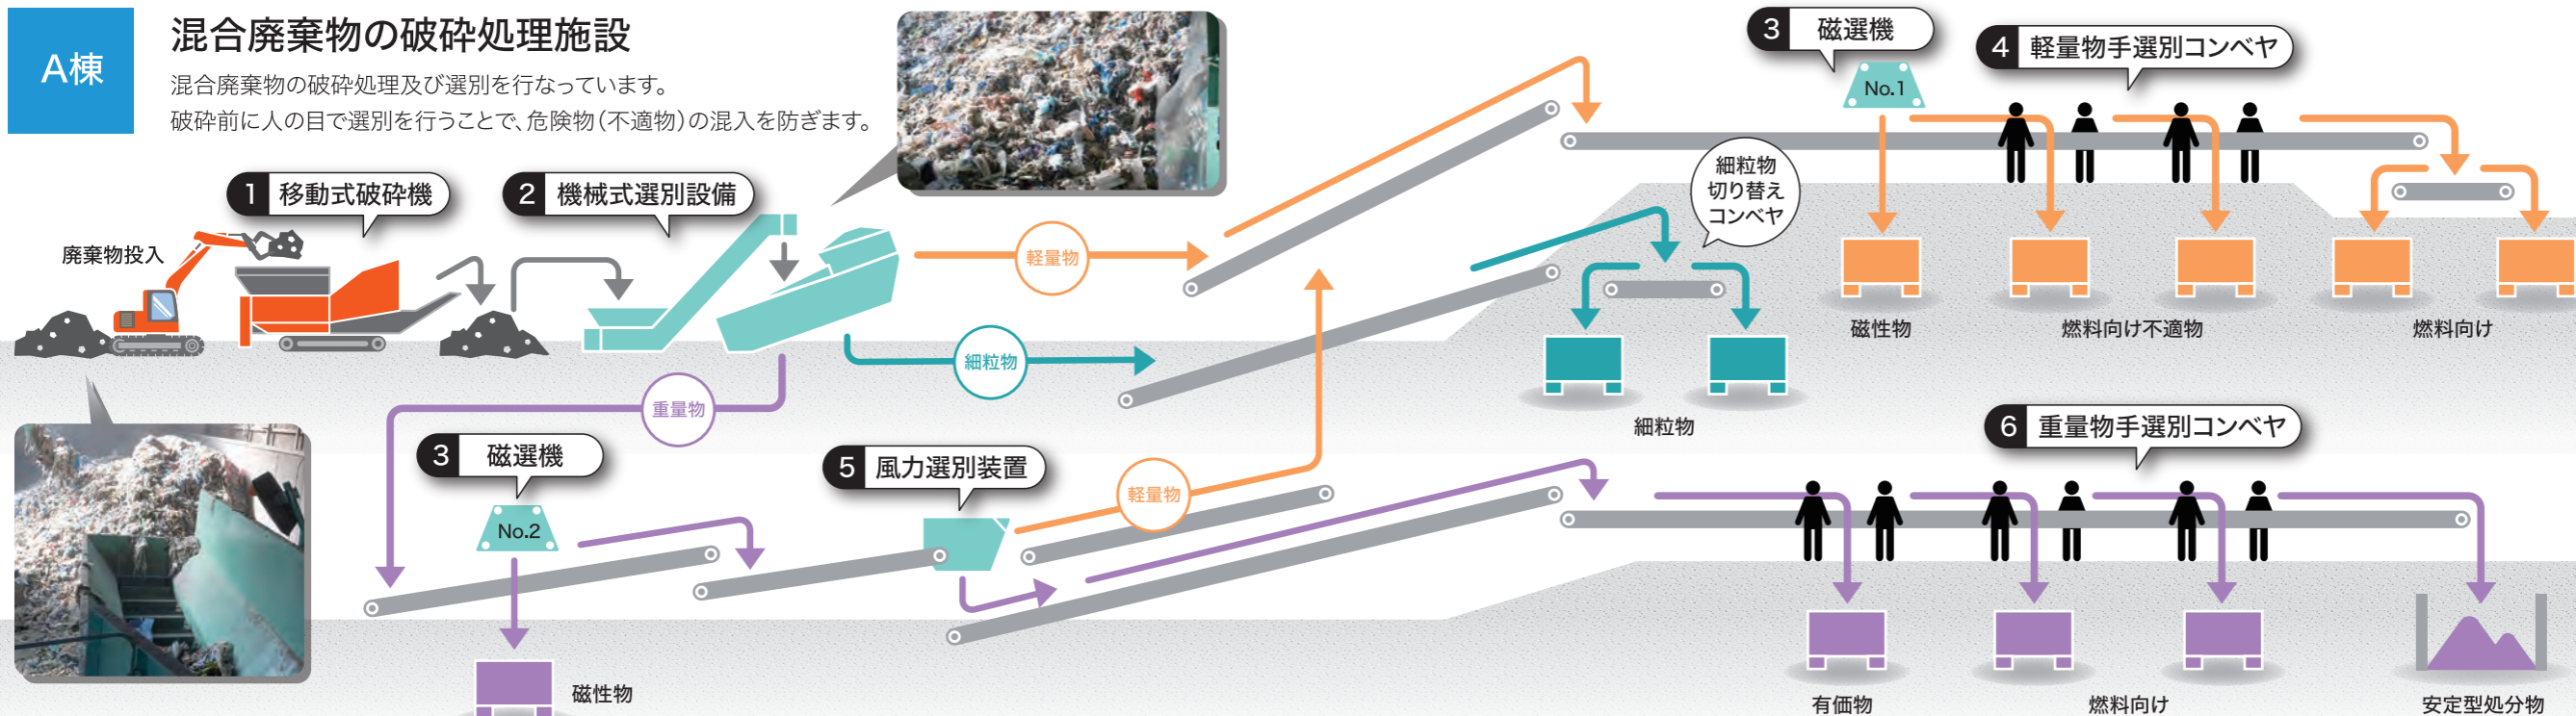 A棟
混合廃棄物の破砕処理施設
混合廃棄物の破砕処理及び選別を行なっています。
破砕前に人の目で選別を行うことで、危険物(不適物)の混入を防ぎます。
廃棄物投入
1 移動式破砕機
2 機械式選別設備
軽量物
細粒物
重量物
細粒物
切り替え
コンベヤ
細粒物
3 磁選機
No.1
4 軽量物手選別コンベヤ
磁性物
燃料向け不適物
燃料向け
3 磁選機
No.2
磁性物
5 風力選別装置
軽量物
6 重量物手選別コンベヤ
有価物
燃料向け
安定型処分物